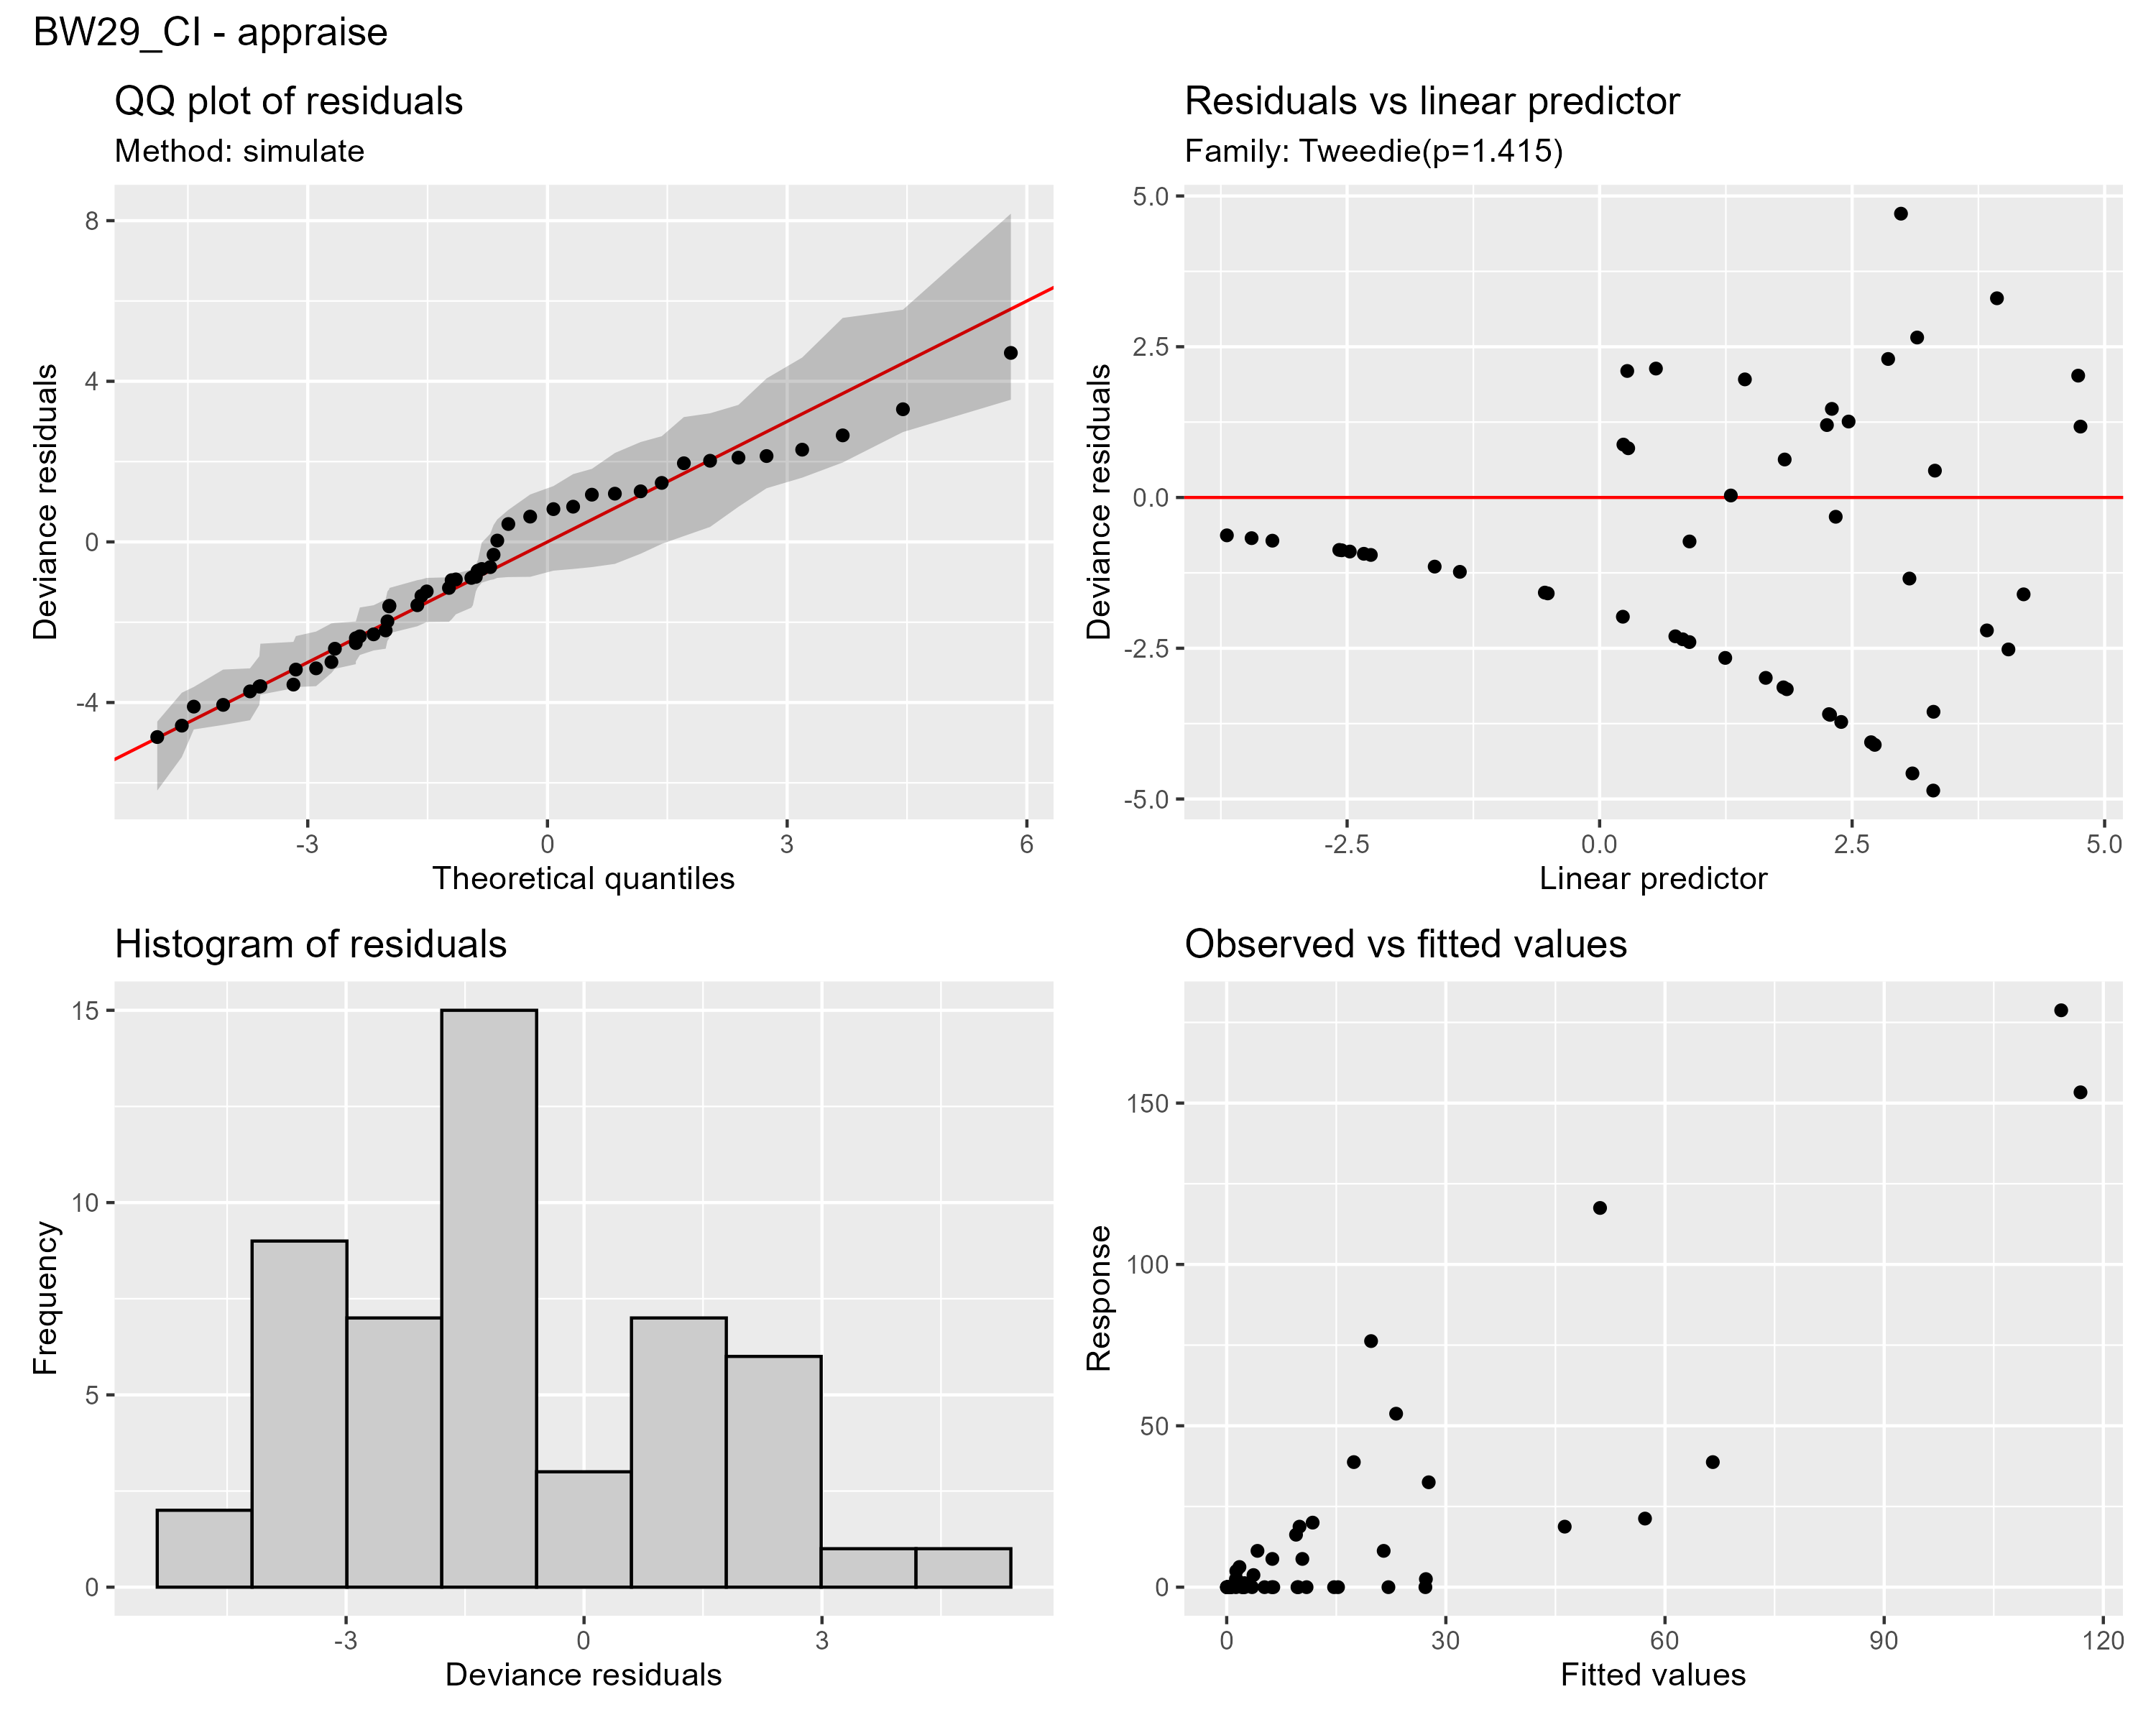 BW29_CI - appraise
QQ plot of residuals
Method: simulate
8
4
0
-4
-3
0
3
6
Theoretical quantiles
Deviance residuals
Residuals vs linear predictor
Family: Tweedie(p=1.415)
5.0
2.5
0.0
-2.5
-5.0
-2.5
0.0
2.5
5.0
Linear predictor
Deviance residuals
Histogram of residuals
15
10
5
0
-3
0
3
Deviance residuals
Frequency
Observed vs fitted values
150
100
50
0
0
30
60
90
120
Fitted values
Response